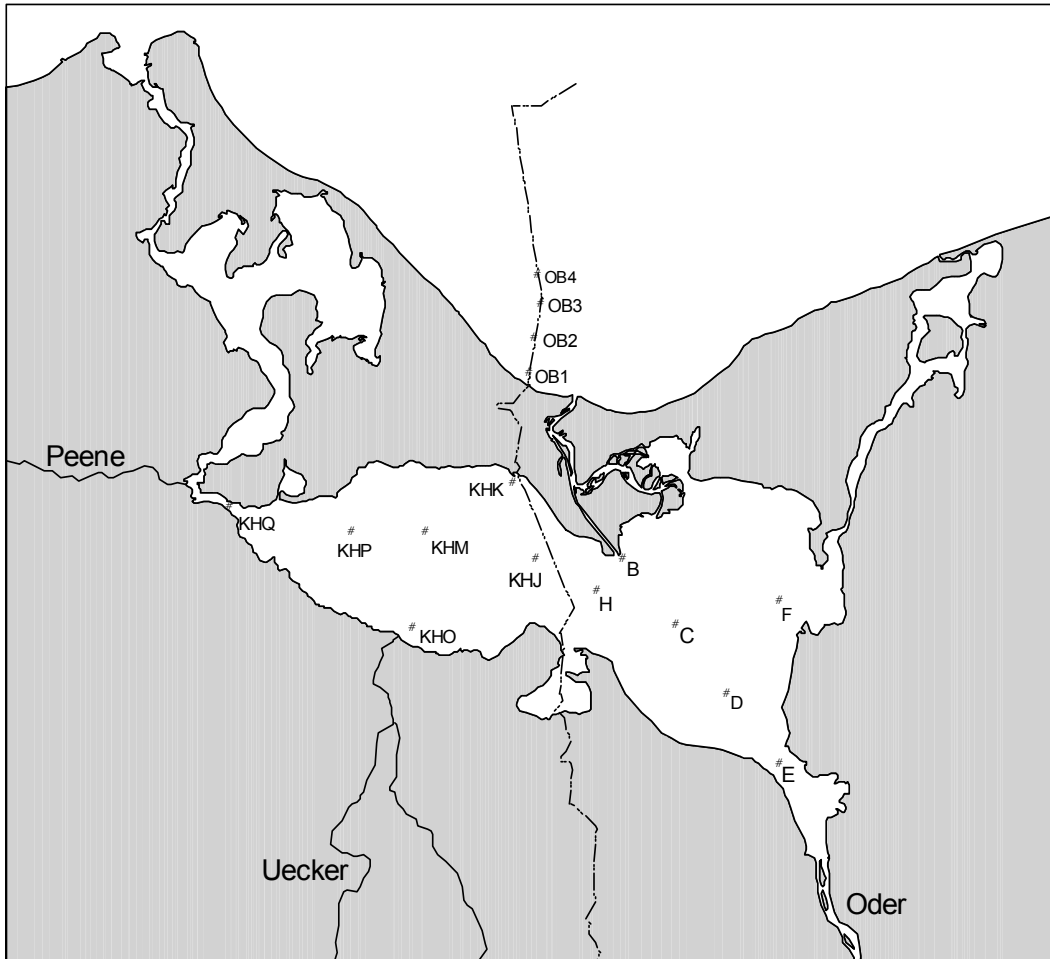 # OB4
# OB3
# OB2
# OB1
Peene
# KHK
# KHQ
# KHP
# KHM
# KHJ
# B
# H
# F
# C
# KHO
# D
# E
Uecker
Oder